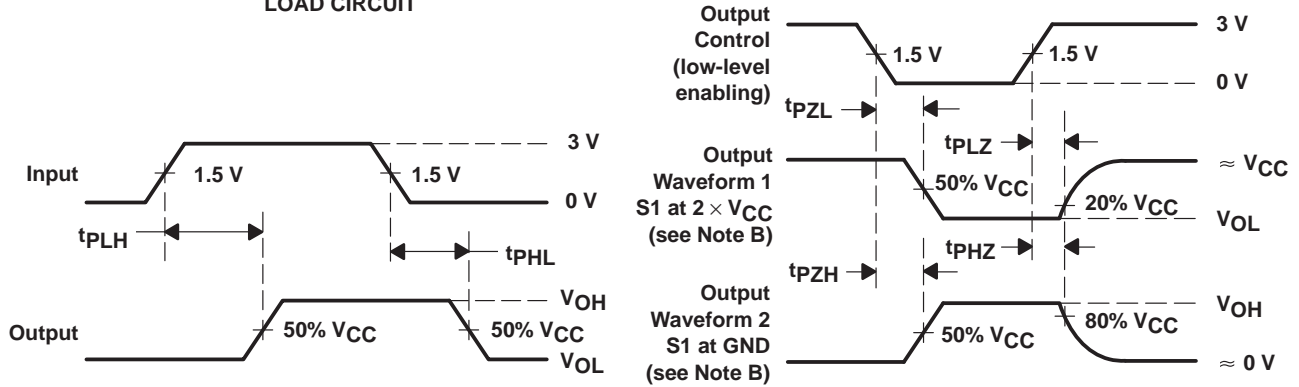 LOAD CIRCUIT
Input
1.5 V
1.5 V
3 V
0 V
tPLH
tPHL
Output
50% VCC
50% VCC
VOH
VOL
Output
Control
(low-level
enabling)
1.5 V
1.5 V
3 V
0 V
tPZL
tPLZ
Output
Waveform 1
S1 at 2 × VCC
(see Note B)
50% VCC
20% VCC
≈ VCC
VOL
tPZH
tPHZ
Output
Waveform 2
S1 at GND
(see Note B)
50% VCC
80% VCC
VOH
≈ 0 V